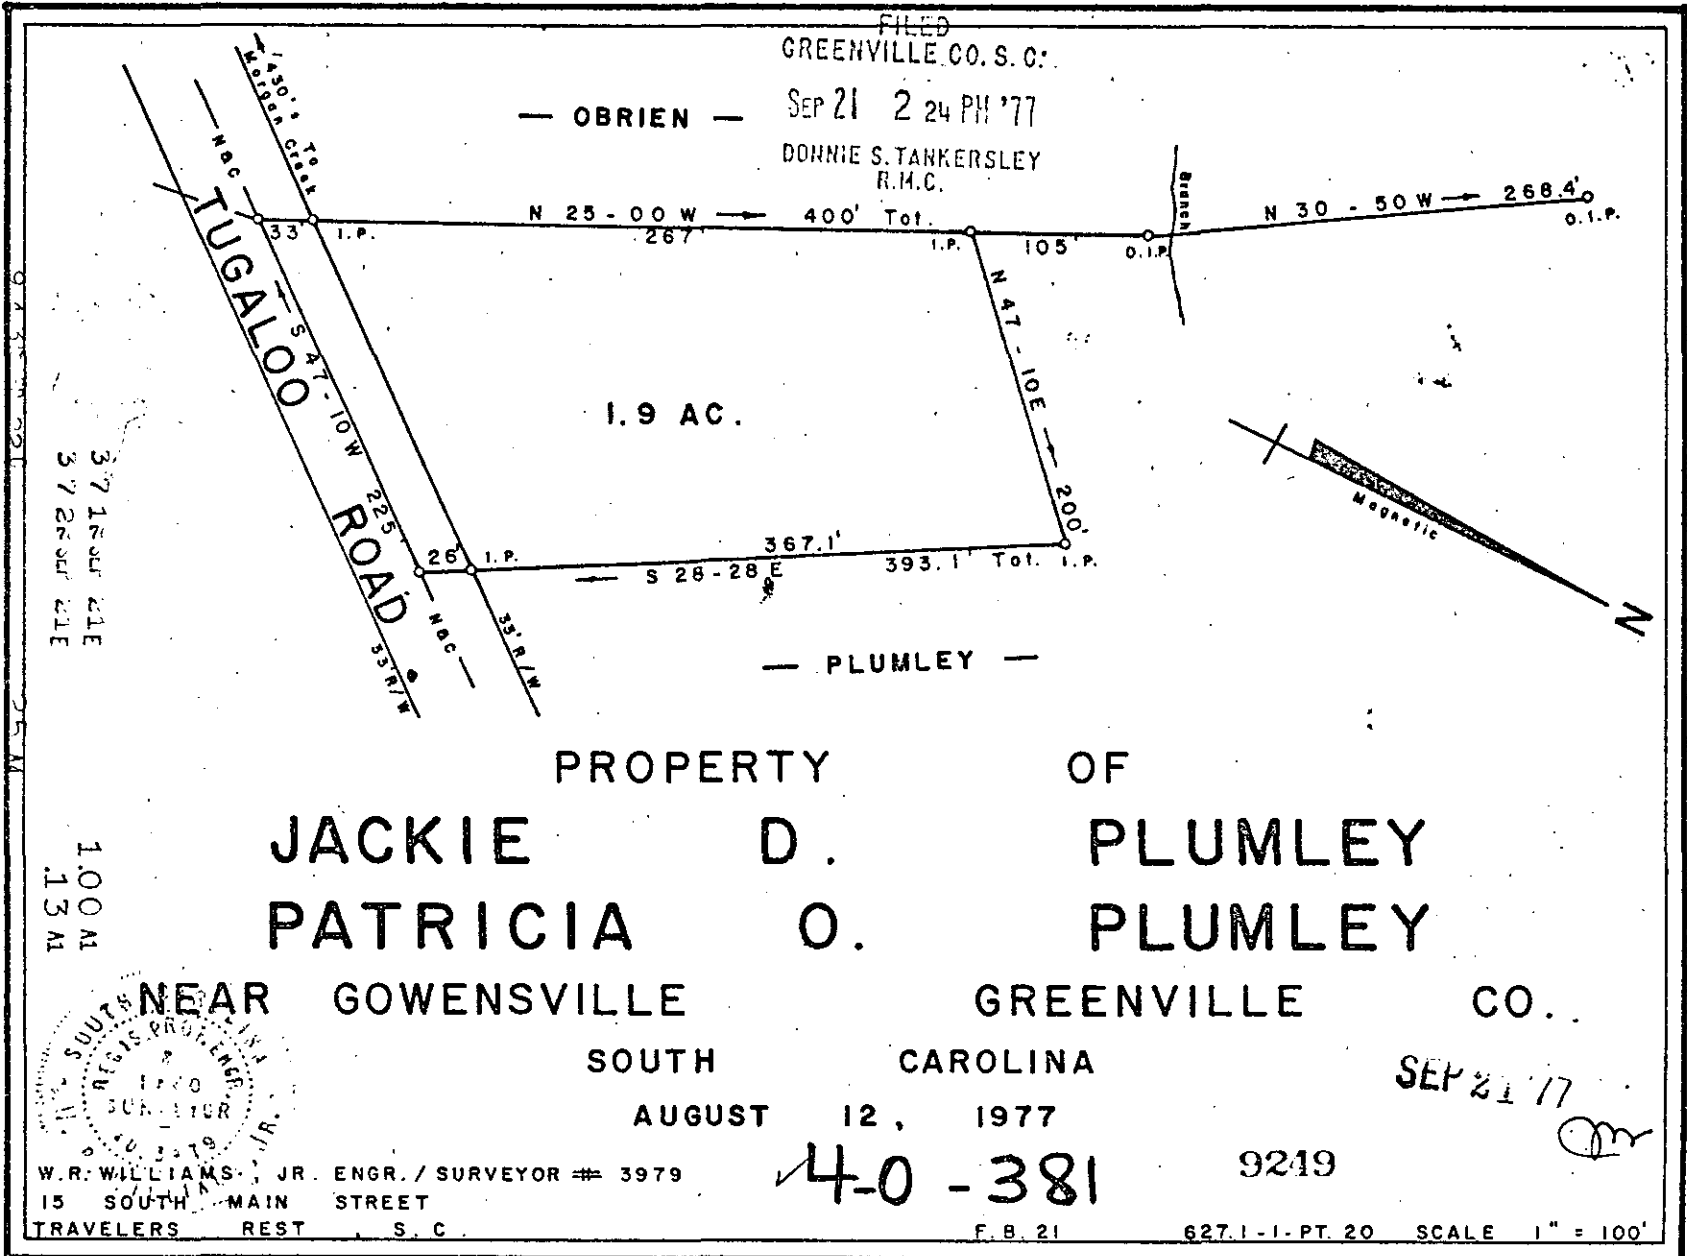 FILED
GREENVILLE CO. S. C.
SEP 21 2 24 PM '77
DONNIE S. TANKERSLEY
R.M.C.
— OBRIEN —
430'± To
Morgan Creek
N&C
TUGALOO ROAD
33' I.P.
N 25 - 00 W → 400' Tot.
267'
I.P.
105'
O.I.P.
Branch
N 30 - 50 W → 268.4'
O.I.P.
S 47 - 10 W 225'
N 47 - 10 E → 200'
1.9 AC.
Magnetic
N
26' I.P.
367.1'
← S 28 - 28 E
393.1' Tot. I.P.
N&C
33' R/W
33' R/W
— PLUMLEY —
PROPERTY OF
JACKIE D. PLUMLEY
PATRICIA O. PLUMLEY
NEAR GOWENSVILLE GREENVILLE CO.
SOUTH CAROLINA
AUGUST 12, 1977
SEP 21 '77
1.00
.13
W.R. WILLIAMS, JR. ENGR./SURVEYOR # 3979
15 SOUTH MAIN STREET
TRAVELERS REST, S. C.
4-O - 381
9249
F. B. 21
627.1-1-PT. 20
SCALE 1" = 100'